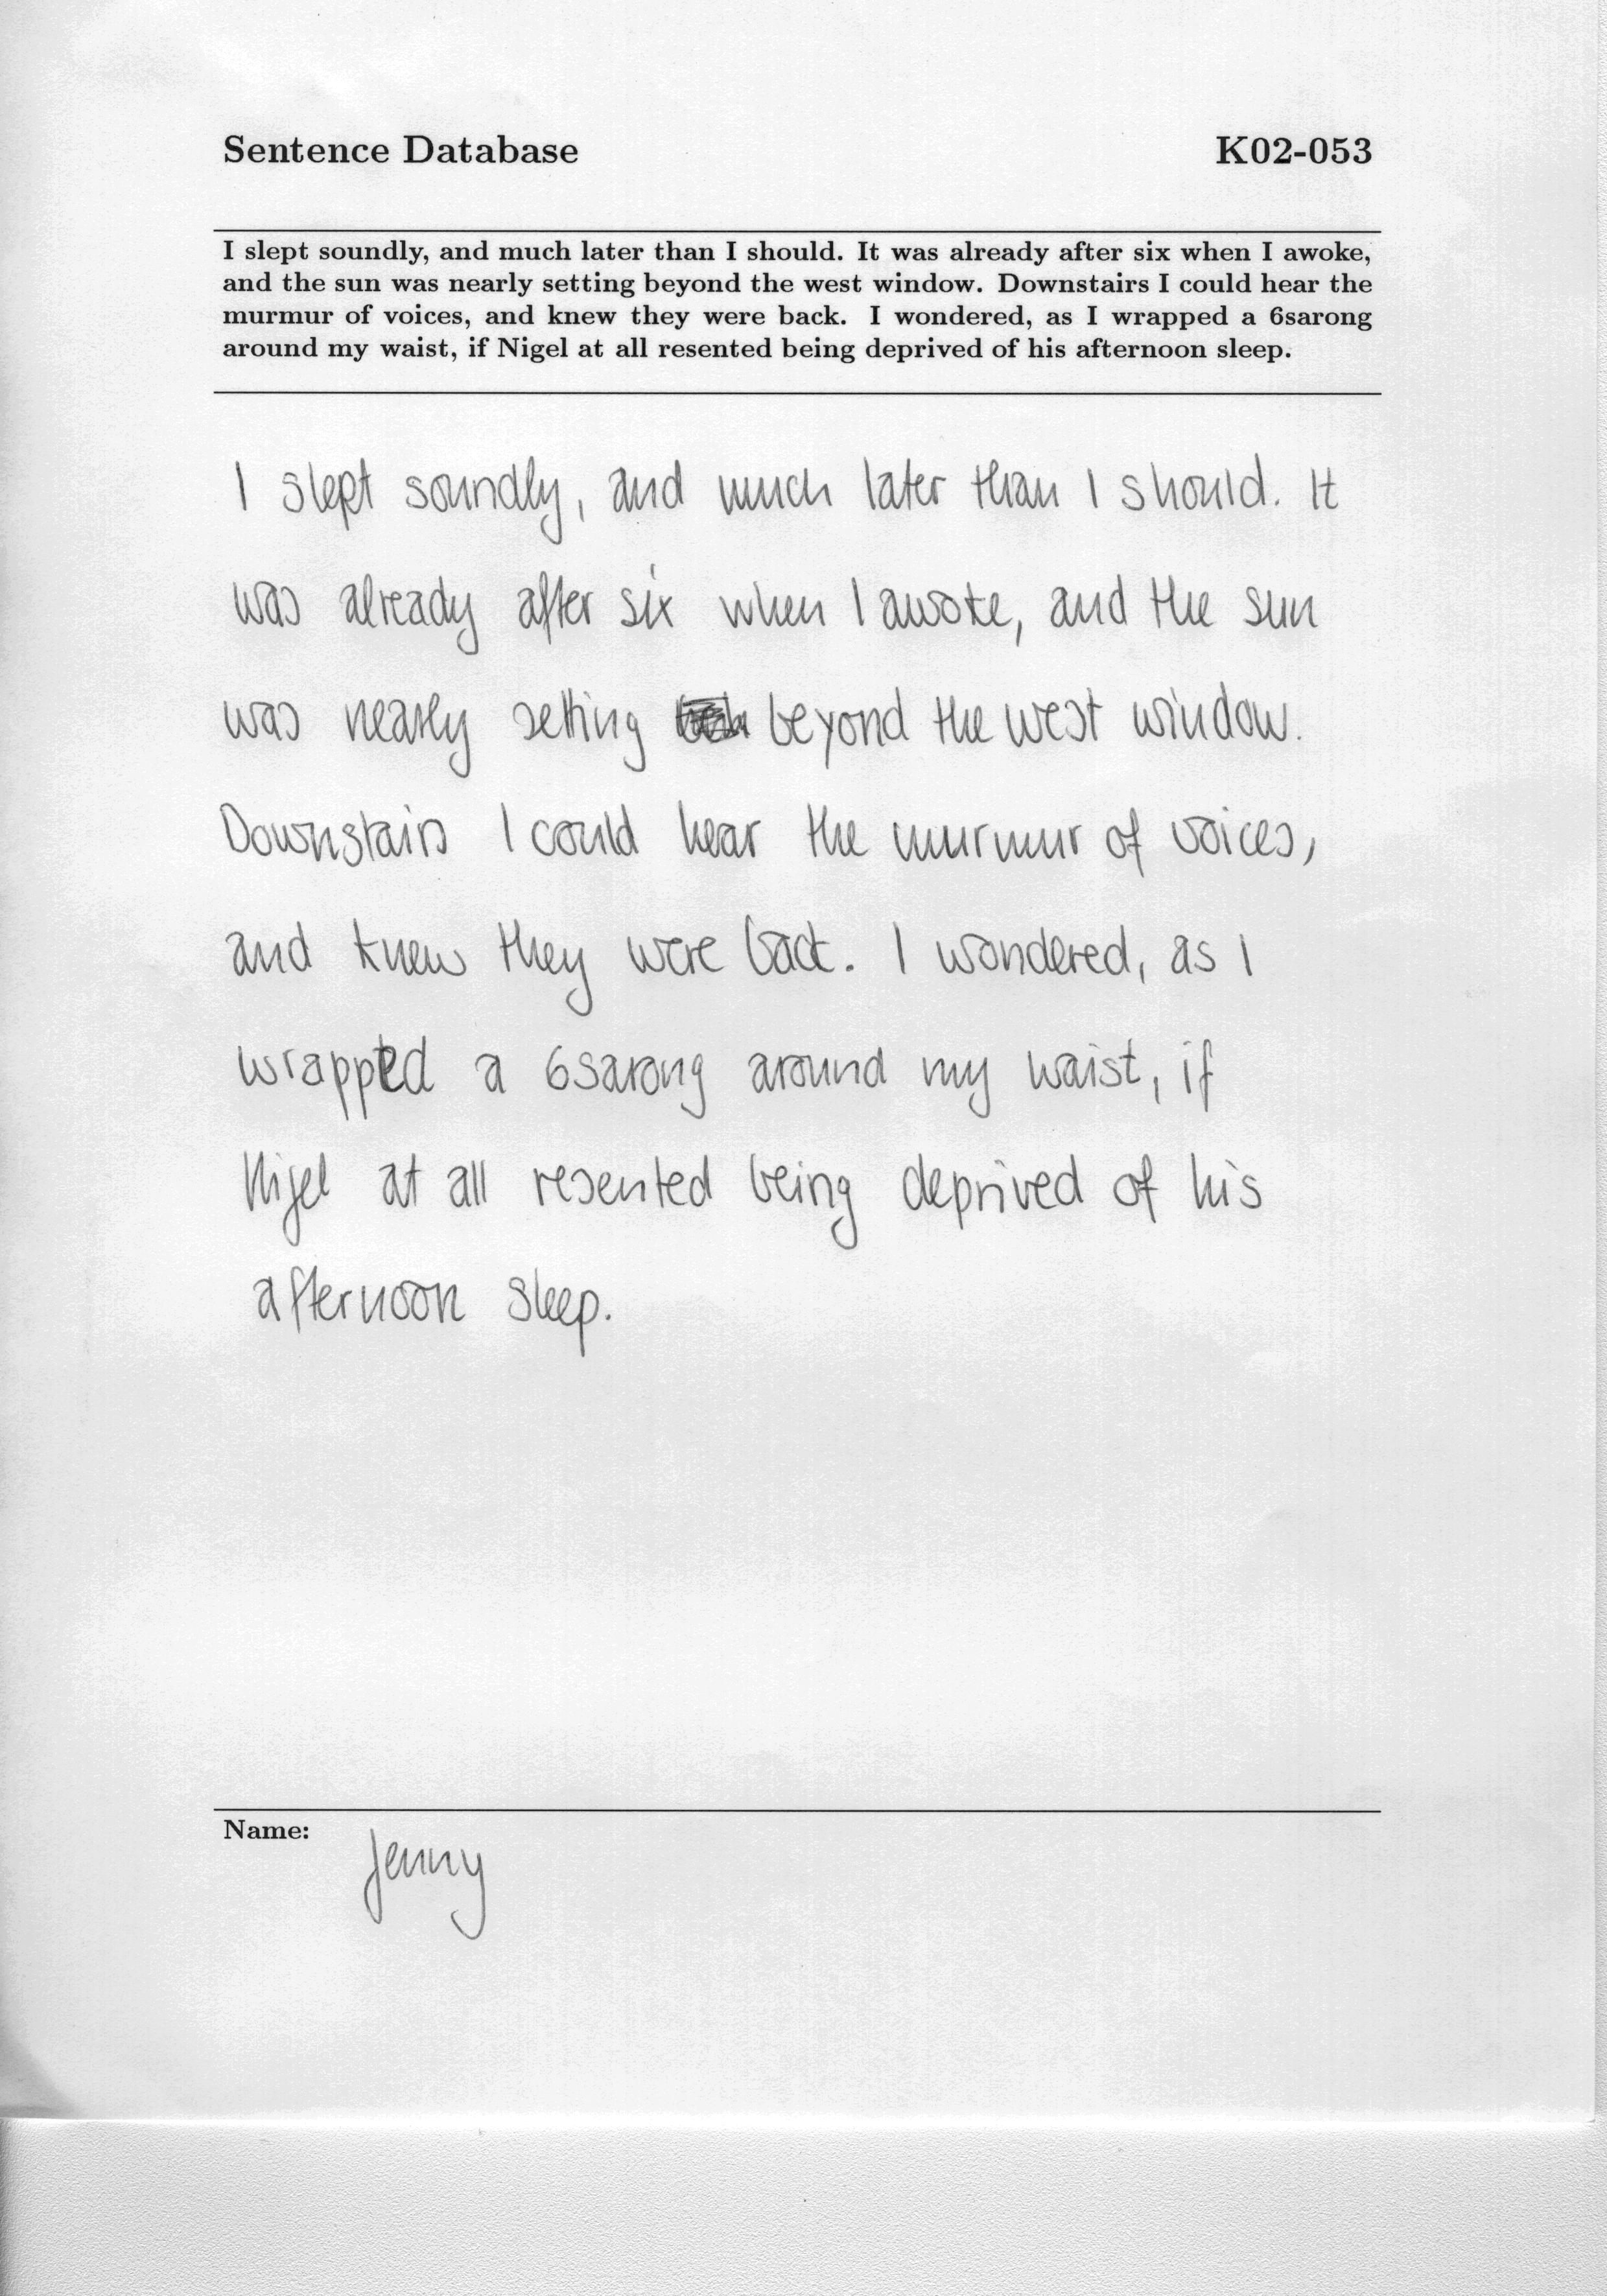 Sentence Database K02-053
I slept soundly, and much later than I should. It was already after six when I awoke,
and the sun was nearly setting beyond the west window. Downstairs I could hear the
murmur of voices, and knew they were back. I wondered, as I wrapped a 6sarong
around my waist, if Nigel at all resented being deprived of his afternoon sleep.
I slept soundly, and much later than I should. It
was already after six when I awoke, and the sun
was nearly setting beyond the west window.
Downstairs I could hear the murmur of voices,
and knew they were back. I wondered, as I
wrapped a 6sarong around my waist, if
Nigel at all resented being deprived of his
afternoon sleep.
Name: Jenny